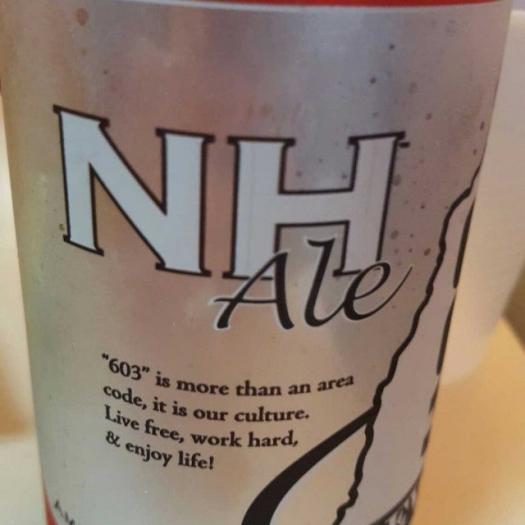 NH
Ale
"603" is more than an area
code, it is our culture.
Live free, work hard,
& enjoy life!